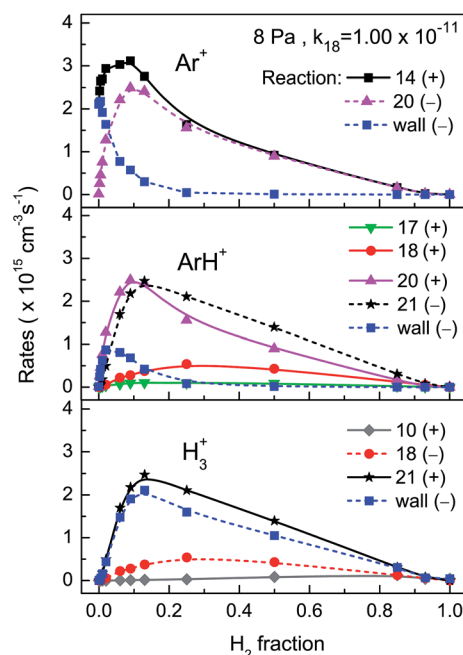 8 Pa , k18=1.00 x 10-11
Ar+
Reaction:
14 (+)
20 (−)
wall (−)
4
3
2
1
0
ArH+
17 (+)
18 (+)
20 (+)
21 (−)
wall (−)
4
3
2
1
0
Rates ( x 1015 cm-3s-1)
H3+
10 (+)
18 (−)
21 (+)
wall (−)
4
3
2
1
0
0.0 0.2 0.4 0.6 0.8 1.0
H2 fraction